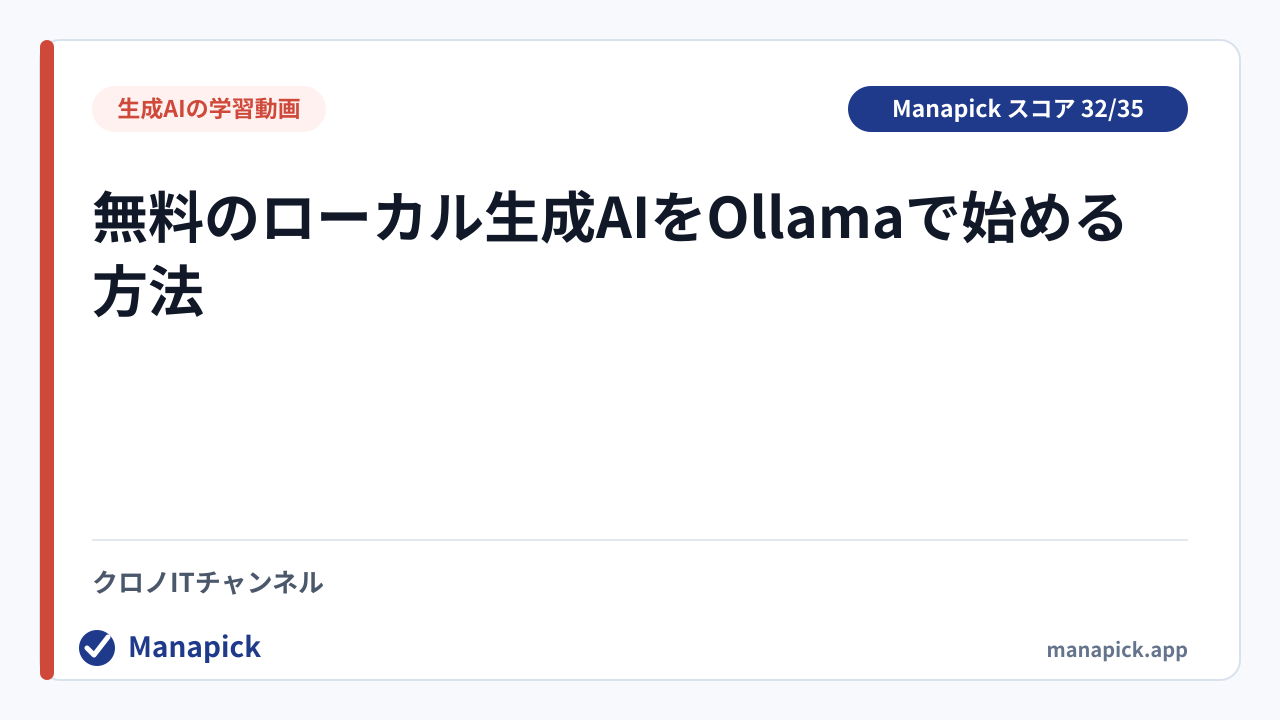 生成AIの学習動画
Manapick スコア 32/35
無料のローカル生成AIをOllamaで始める
方法
クロノITチャンネル
Manapick
manapick.app